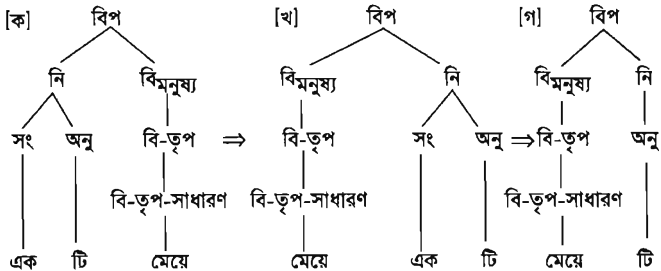 [ক] বিপ [খ] বিপ [গ] বিপ
নি বিমনুষ্য বিমনুষ্য নি বিমনুষ্য নি
সং অনু বি-তৃপ ⇒ বি-তৃপ সং অনু ⇒ বি-তৃপ অনু
বি-তৃপ-সাধারণ বি-তৃপ-সাধারণ বি-তৃপ-সাধারণ
এক টি মেয়ে মেয়ে এক টি মেয়ে টি